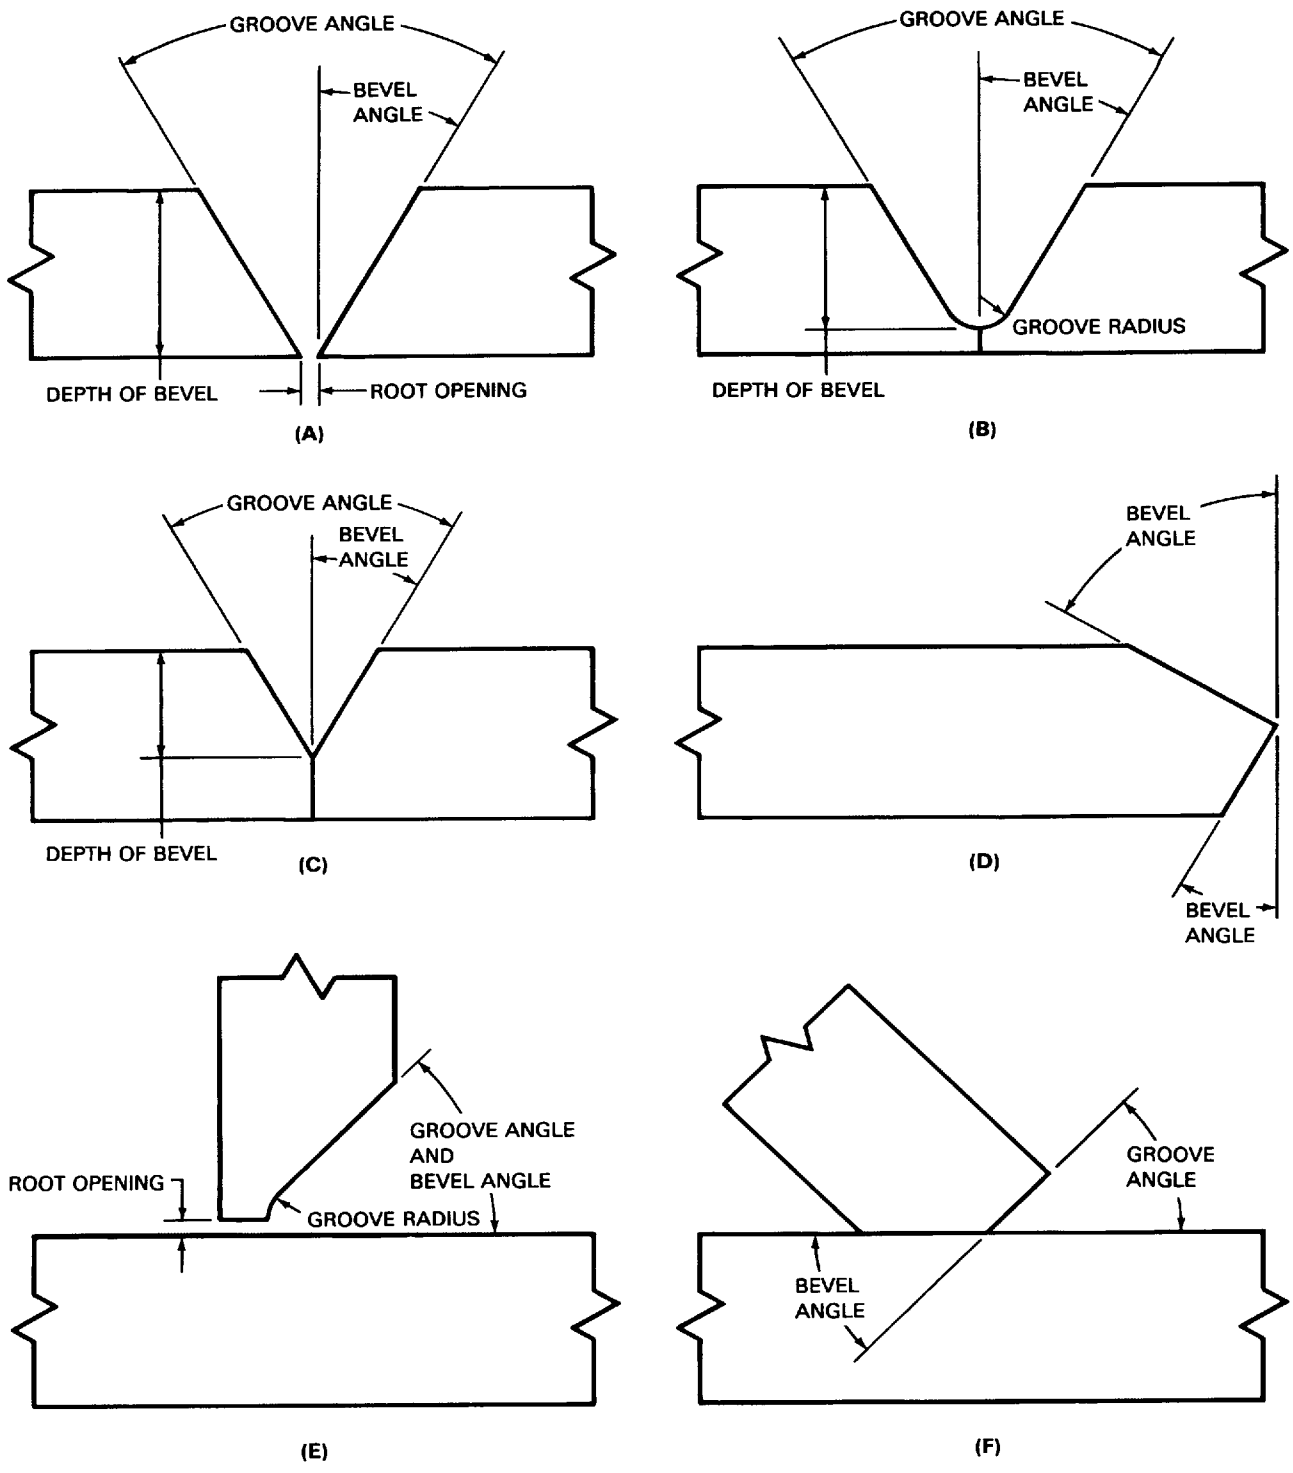 GROOVE ANGLE
BEVEL
ANGLE
DEPTH OF BEVEL
ROOT OPENING
(A)
GROOVE ANGLE
BEVEL
ANGLE
GROOVE RADIUS
DEPTH OF BEVEL
(B)
GROOVE ANGLE
BEVEL
ANGLE
DEPTH OF BEVEL
(C)
BEVEL
ANGLE
BEVEL
ANGLE
(D)
GROOVE ANGLE
AND
BEVEL ANGLE
ROOT OPENING
GROOVE RADIUS
(E)
GROOVE
ANGLE
BEVEL
ANGLE
(F)